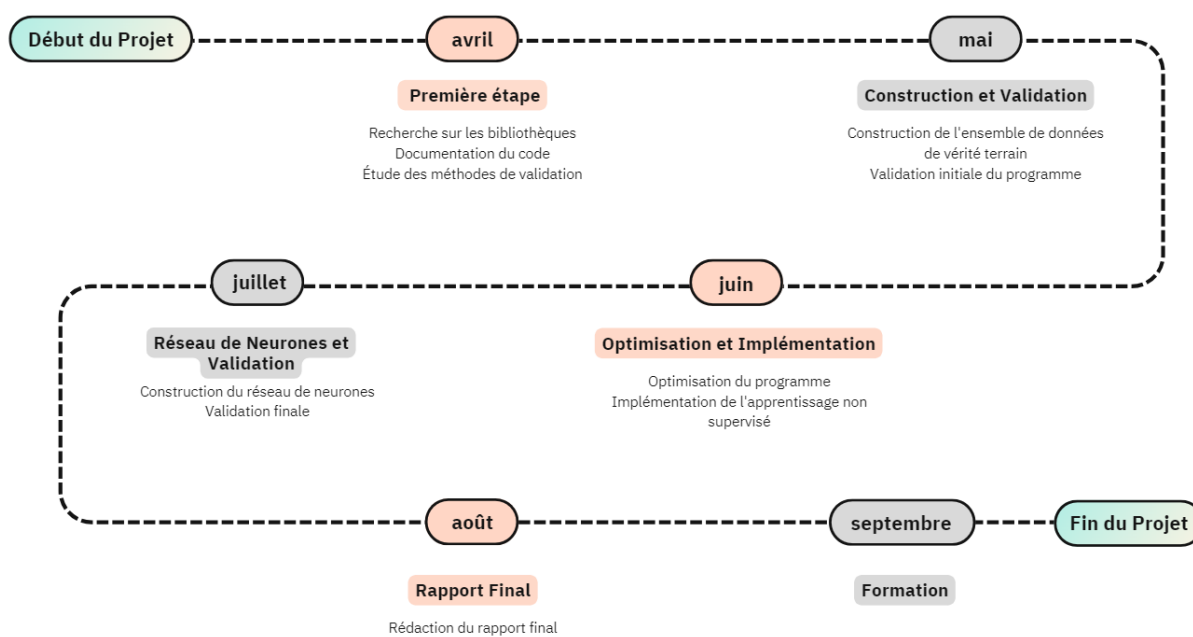 Début du Projet
avril
mai
Première étape
Recherche sur les bibliothèques
Documentation du code
Étude des méthodes de validation
Construction et Validation
Construction de l'ensemble de données
de vérité terrain
Validation initiale du programme
juin
Optimisation et Implémentation
Optimisation du programme
Implémentation de l'apprentissage non
supervisé
juillet
Réseau de Neurones et
Validation
Construction du réseau de neurones
Validation finale
août
Rapport Final
Rédaction du rapport final
septembre
Formation
Fin du Projet